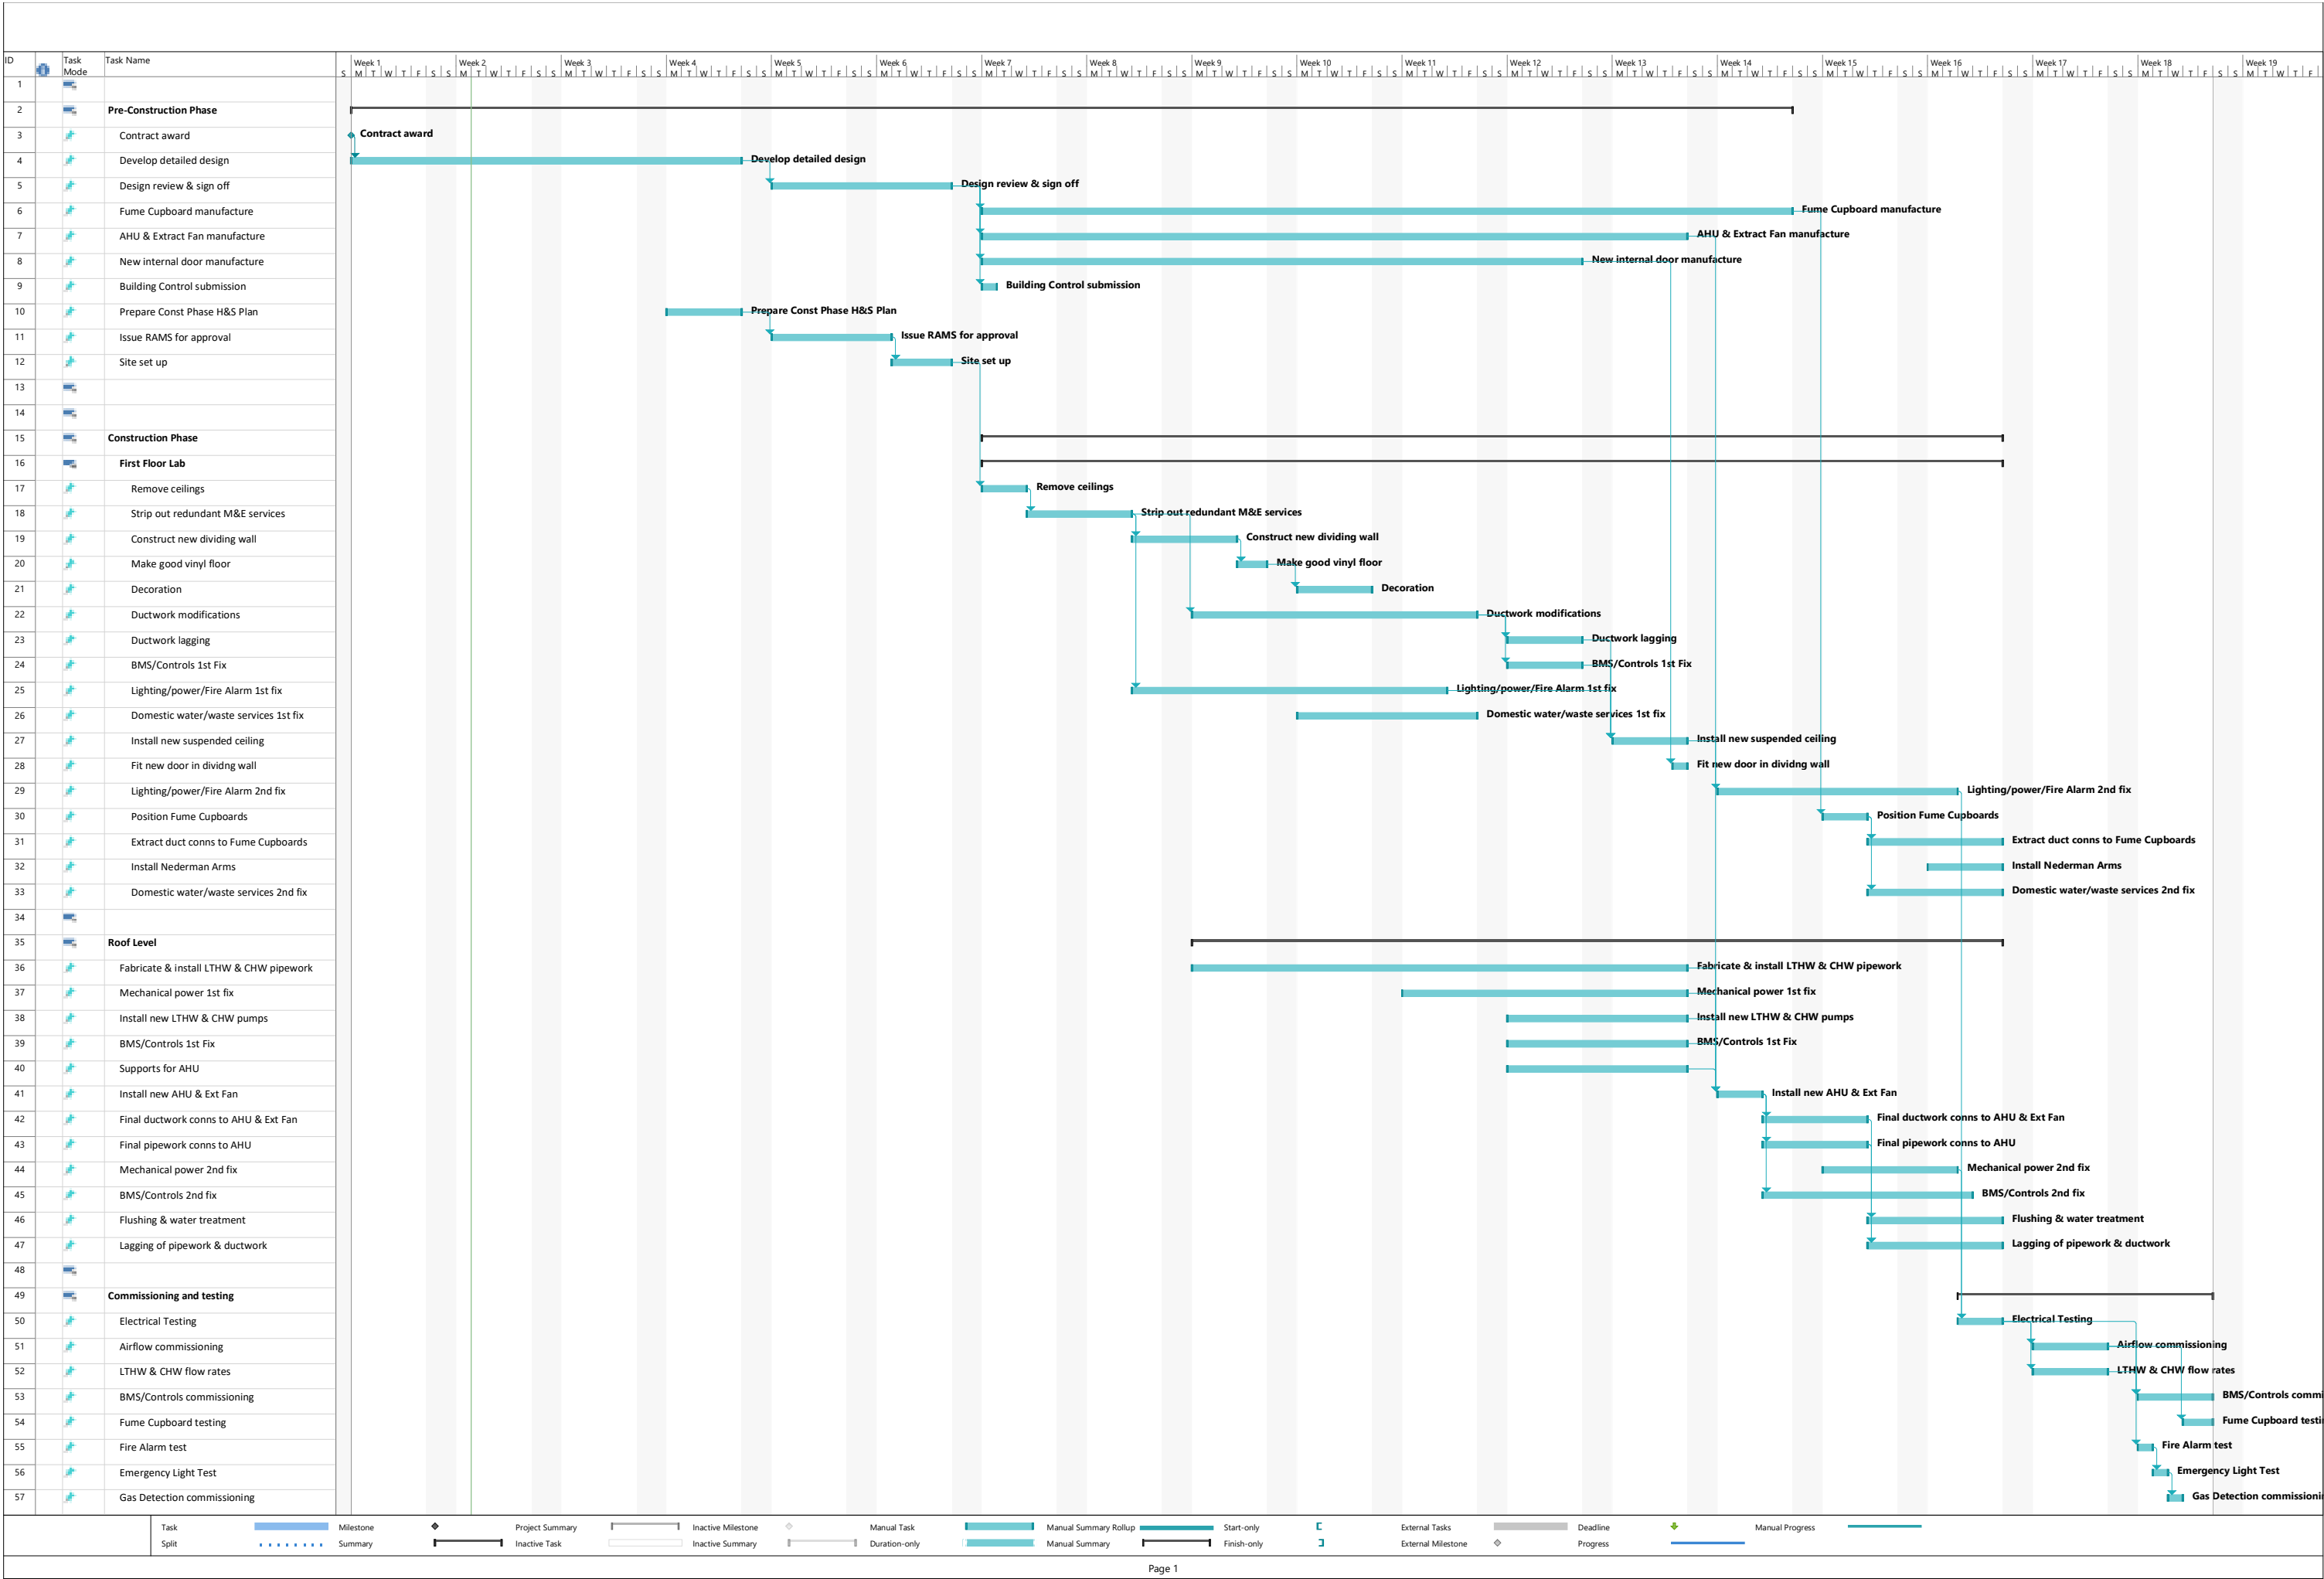 ID Task Mode Task Name
Week 1 Week 2 Week 3 Week 4 Week 5 Week 6 Week 7 Week 8 Week 9 Week 10 Week 11 Week 12 Week 13 Week 14 Week 15 Week 16 Week 17 Week 18 Week 19
S M T W T F S S M T W T F S S M T W T F S S M T W T F S S M T W T F S S M T W T F S S M T W T F S S M T W T F S S M T W T F S S M T W T F S S M T W T F S S M T W T F S S M T W T F S S M T W T F S S M T W T F S S M T W T F S S M T W T F S S M T W T F S S M T W T F
1
2 Pre-Construction Phase
3 Contract award Contract award
4 Develop detailed design Develop detailed design
5 Design review & sign off Design review & sign off
6 Fume Cupboard manufacture Fume Cupboard manufacture
7 AHU & Extract Fan manufacture AHU & Extract Fan manufacture
8 New internal door manufacture New internal door manufacture
9 Building Control submission Building Control submission
10 Prepare Const Phase H&S Plan Prepare Const Phase H&S Plan
11 Issue RAMS for approval Issue RAMS for approval
12 Site set up Site set up
13
14
15 Construction Phase
16 First Floor Lab
17 Remove ceilings Remove ceilings
18 Strip out redundant M&E services Strip out redundant M&E services
19 Construct new dividing wall Construct new dividing wall
20 Make good vinyl floor Make good vinyl floor
21 Decoration Decoration
22 Ductwork modifications Ductwork modifications
23 Ductwork lagging Ductwork lagging
24 BMS/Controls 1st Fix BMS/Controls 1st Fix
25 Lighting/power/Fire Alarm 1st fix Lighting/power/Fire Alarm 1st fix
26 Domestic water/waste services 1st fix Domestic water/waste services 1st fix
27 Install new suspended ceiling Install new suspended ceiling
28 Fit new door in dividng wall Fit new door in dividng wall
29 Lighting/power/Fire Alarm 2nd fix Lighting/power/Fire Alarm 2nd fix
30 Position Fume Cupboards Position Fume Cupboards
31 Extract duct conns to Fume Cupboards Extract duct conns to Fume Cupboards
32 Install Nederman Arms Install Nederman Arms
33 Domestic water/waste services 2nd fix Domestic water/waste services 2nd fix
34
35 Roof Level
36 Fabricate & install LTHW & CHW pipework Fabricate & install LTHW & CHW pipework
37 Mechanical power 1st fix Mechanical power 1st fix
38 Install new LTHW & CHW pumps Install new LTHW & CHW pumps
39 BMS/Controls 1st Fix BMS/Controls 1st Fix
40 Supports for AHU
41 Install new AHU & Ext Fan Install new AHU & Ext Fan
42 Final ductwork conns to AHU & Ext Fan Final ductwork conns to AHU & Ext Fan
43 Final pipework conns to AHU Final pipework conns to AHU
44 Mechanical power 2nd fix Mechanical power 2nd fix
45 BMS/Controls 2nd fix BMS/Controls 2nd fix
46 Flushing & water treatment Flushing & water treatment
47 Lagging of pipework & ductwork Lagging of pipework & ductwork
48
49 Commissioning and testing
50 Electrical Testing Electrical Testing
51 Airflow commissioning Airflow commissioning
52 LTHW & CHW flow rates LTHW & CHW flow rates
53 BMS/Controls commissioning BMS/Controls commi
54 Fume Cupboard testing Fume Cupboard testi
55 Fire Alarm test Fire Alarm test
56 Emergency Light Test Emergency Light Test
57 Gas Detection commissioning Gas Detection commissioni
Task Milestone Project Summary Inactive Milestone Manual Task Manual Summary Rollup Start-only External Tasks Deadline Manual Progress
Split Summary Inactive Task Inactive Summary Duration-only Manual Summary Finish-only External Milestone Progress
Page 1